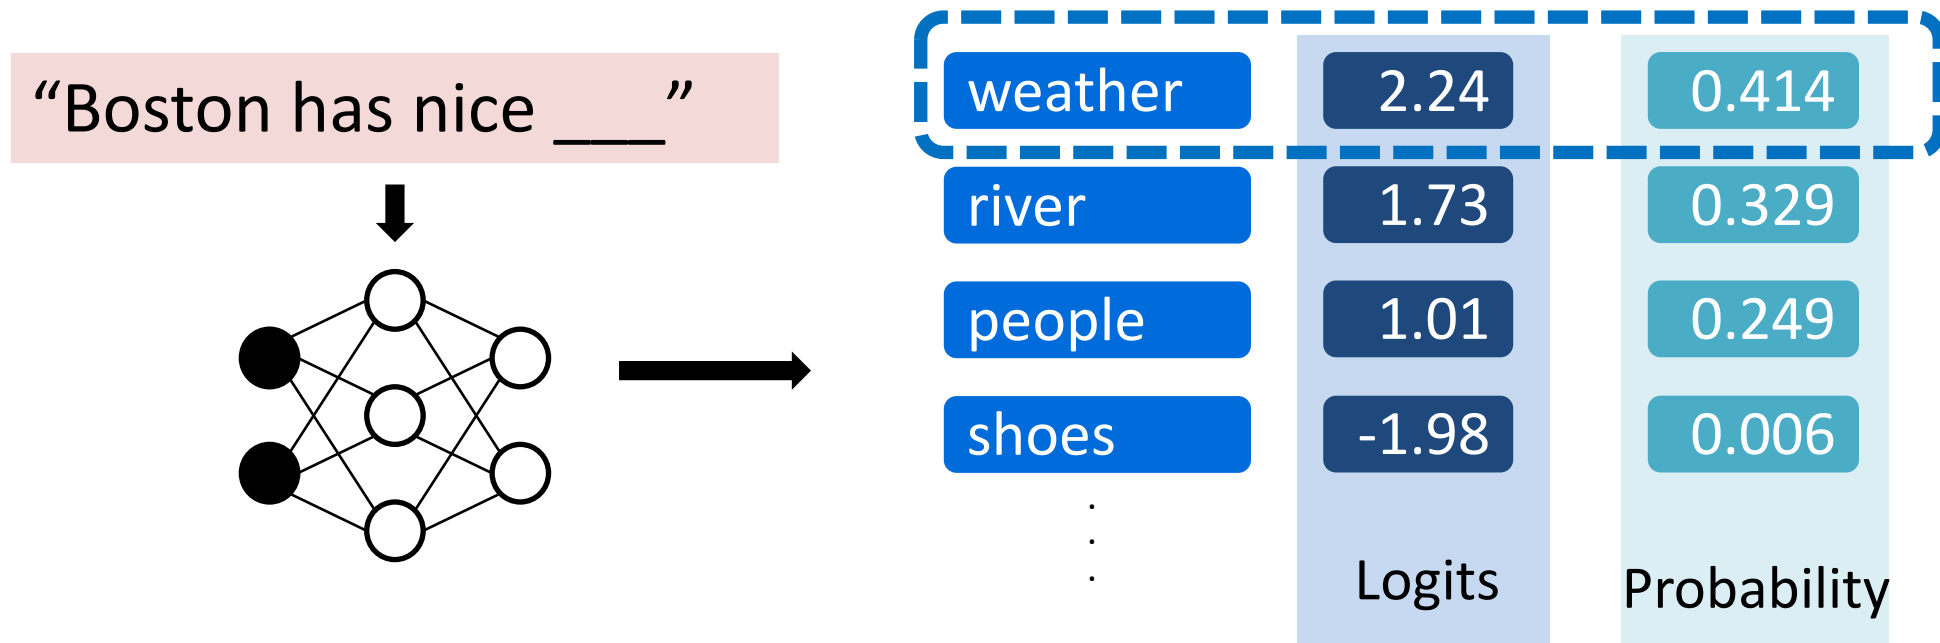 “Boston has nice ___”
weather 2.24 0.414
river 1.73 0.329
people 1.01 0.249
shoes -1.98 0.006
.
.
.
Logits Probability